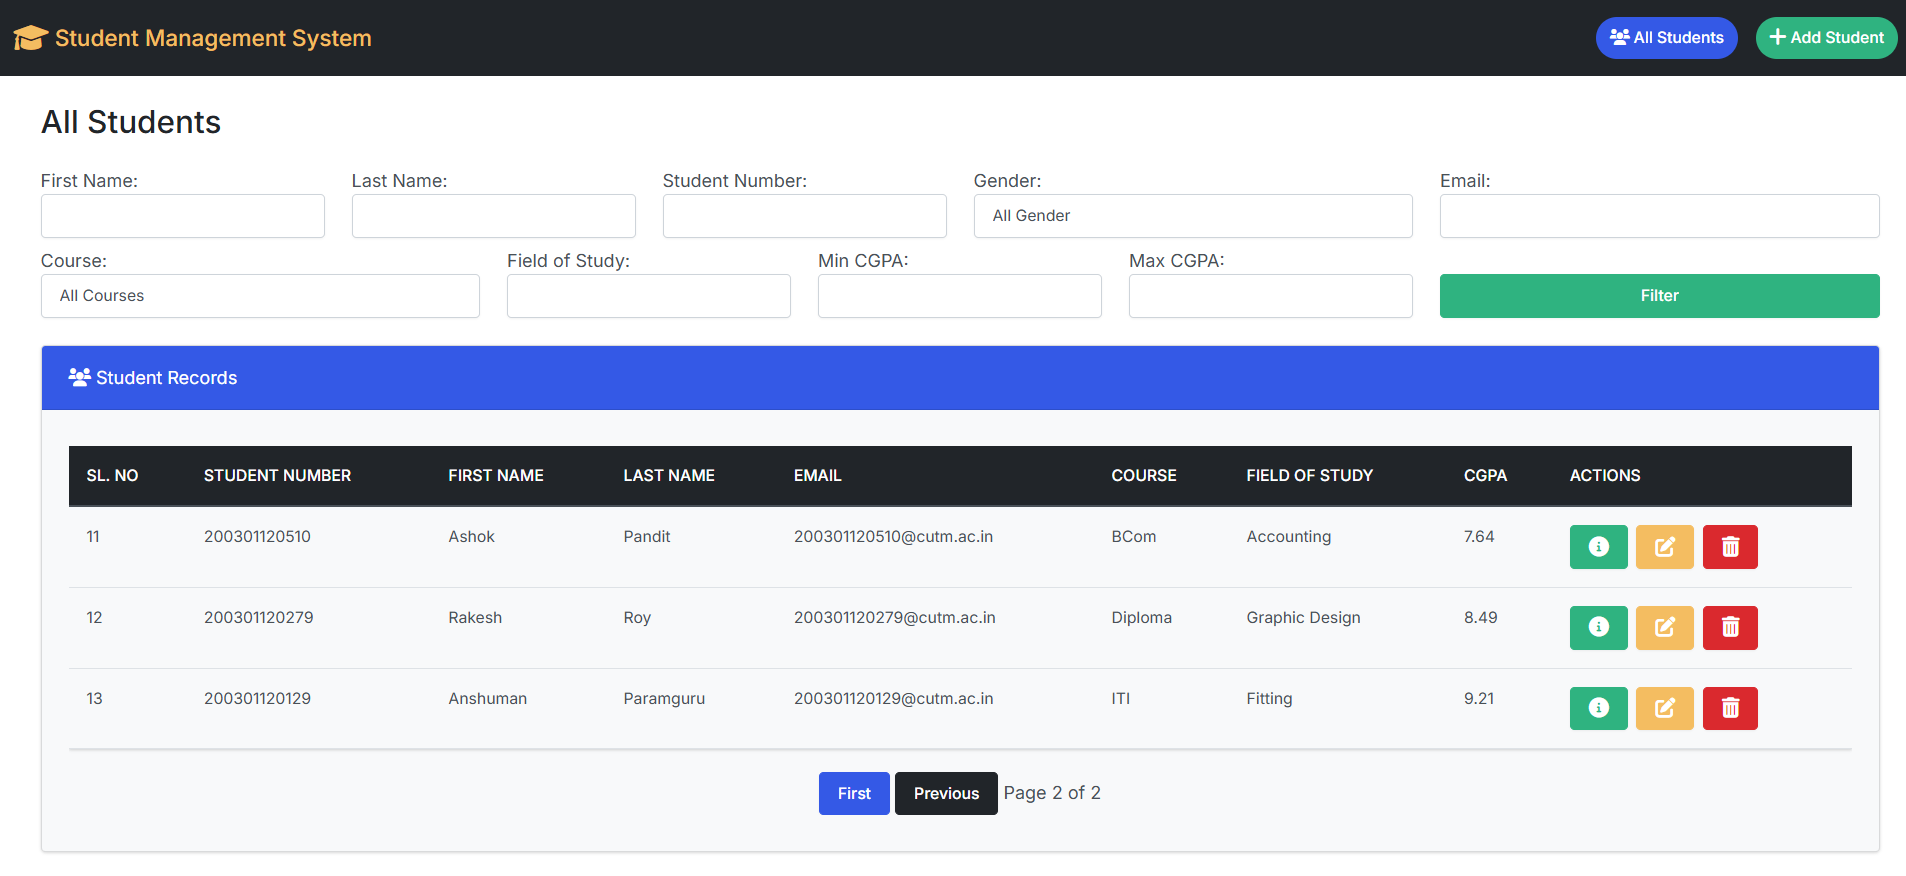 Student Management System
All Students
Add Student
All Students
First Name:
Last Name:
Student Number:
Gender:
Email:
All Gender
Course:
Field of Study:
Min CGPA:
Max CGPA:
All Courses
Filter
Student Records
SL. NO STUDENT NUMBER FIRST NAME LAST NAME EMAIL COURSE FIELD OF STUDY CGPA ACTIONS
11 200301120510 Ashok Pandit 200301120510@cutm.ac.in BCom Accounting 7.64
12 200301120279 Rakesh Roy 200301120279@cutm.ac.in Diploma Graphic Design 8.49
13 200301120129 Anshuman Paramguru 200301120129@cutm.ac.in ITI Fitting 9.21
First Previous Page 2 of 2